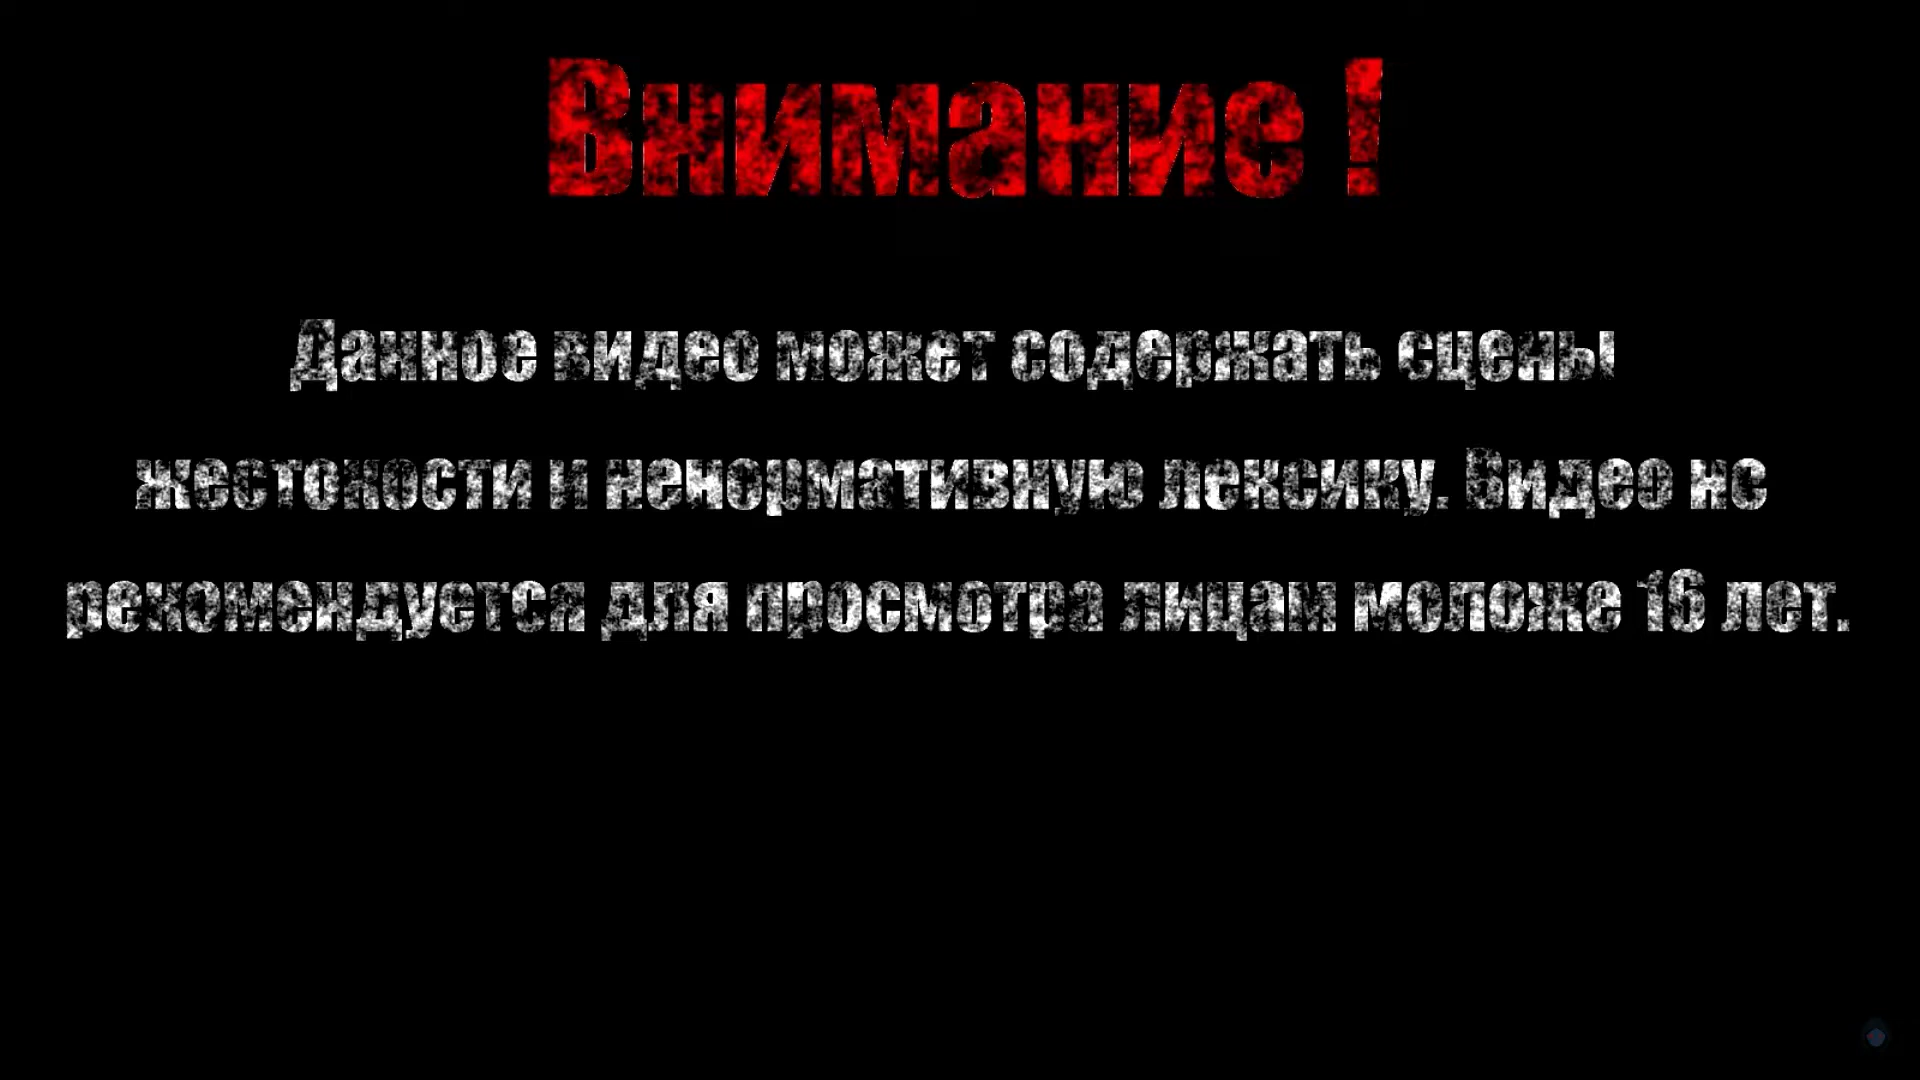 Внимание !
Данное видео может содержать сцены
жестокости и ненормативную лексику. Видео не
рекомендуется для просмотра лицам моложе 16 лет.